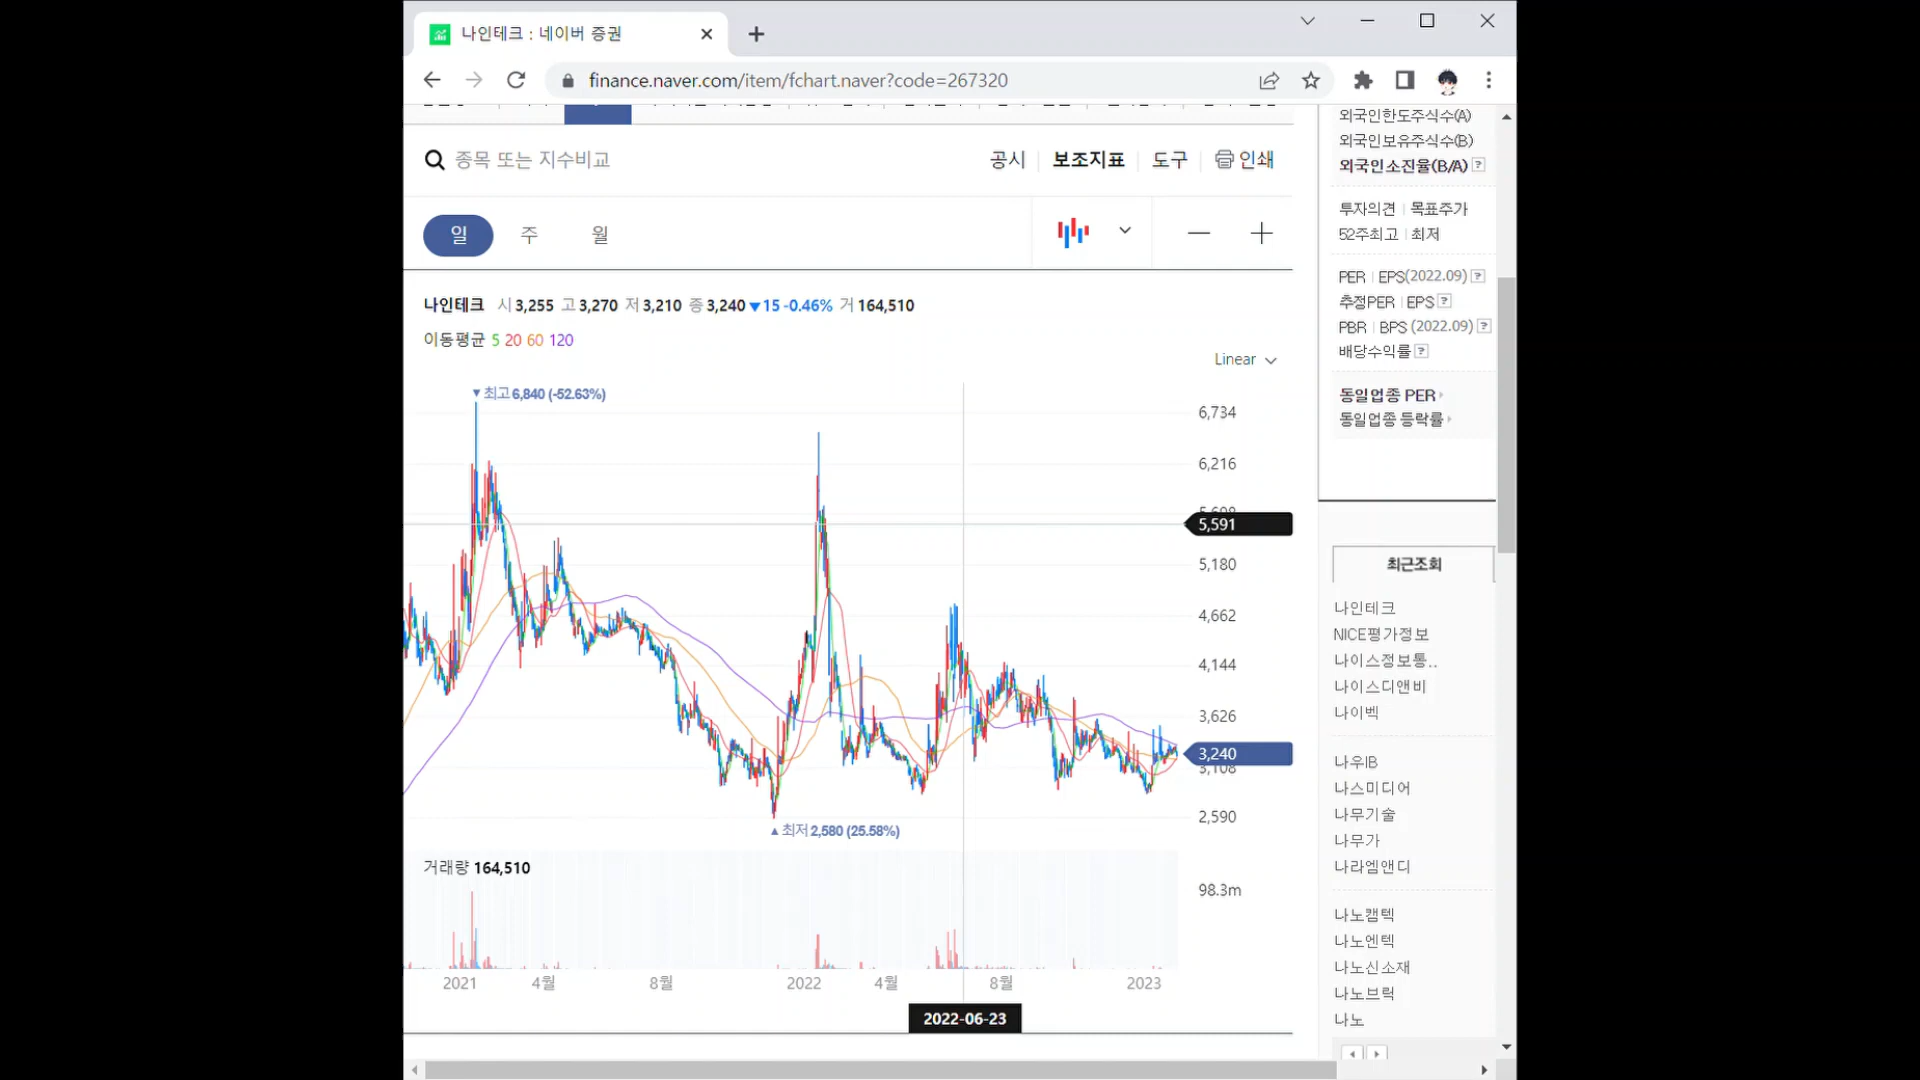 나인테크 : 네이버 증권
finance.naver.com/item/fchart.naver?code=267320
종목 또는 지수비교
공시
보조지표
도구
인쇄
일
주
월
나인테크 시 3,255 고 3,270 저 3,210 종 3,240 ▼15 -0.46% 거 164,510
이동평균 5 20 60 120
Linear
▼최고 6,840 (-52.63%)
6,734
6,216
5,591
5,180
4,662
4,144
3,626
3,240
3,108
2,590
▲최저 2,580 (25.58%)
거래량 164,510
98.3m
2021
4월
8월
2022
4월
8월
2023
2022-06-23
외국인한도주식수(A)
외국인보유주식수(B)
외국인소진율(B/A) ?
투자의견 | 목표주가
52주최고 | 최저
PER | EPS(2022.09) ?
추정PER | EPS ?
PBR | BPS (2022.09) ?
배당수익률 ?
동일업종 PER
동일업종 등락률
최근조회
나인테크
NICE평가정보
나이스정보통..
나이스디앤비
나이벡
나우IB
나스미디어
나무기술
나무가
나라엠앤디
나노캠텍
나노엔텍
나노신소재
나노브릭
나노